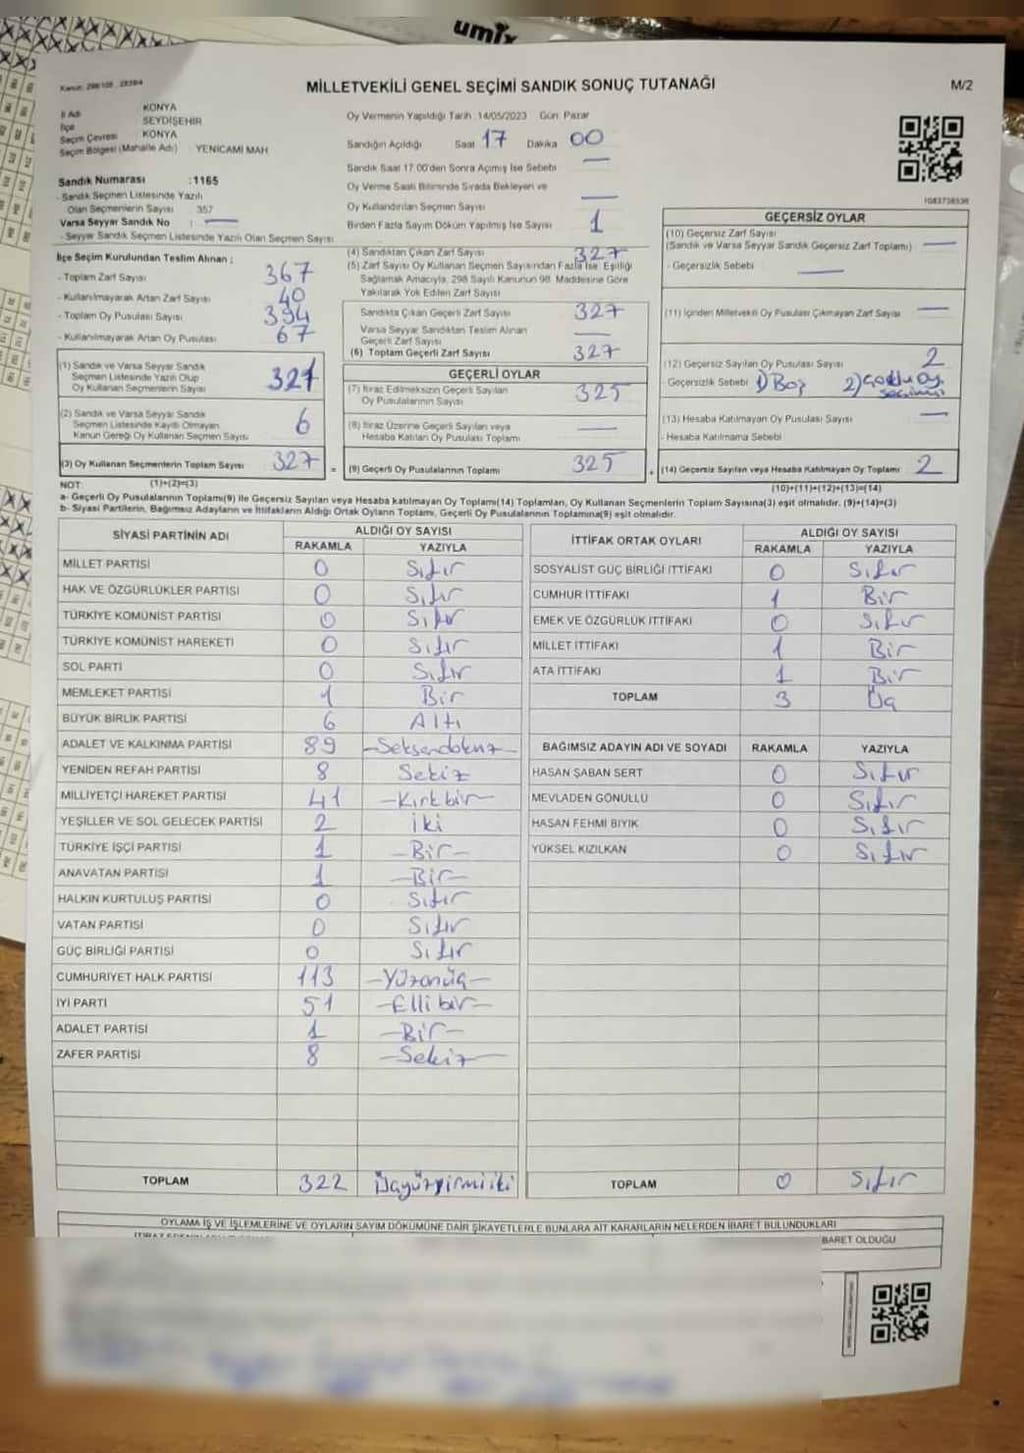 umix
MİLLETVEKİLİ GENEL SEÇİMİ SANDIK SONUÇ TUTANAĞI
M/2
İl Adı KONYA
İlçe SEYDİŞEHİR
Seçim Çevresi KONYA
Seçim Bölgesi (Mahalle Adı) YENICAMI MAH
Sandık Numarası :1165
- Sandık Seçmen Listesinde Yazılı
Olan Seçmenlerin Sayısı 357
Varsa Seyyar Sandık No : —
- Seyyar Sandık Seçmen Listesinde Yazılı Olan Seçmen Sayısı
İlçe Seçim Kurulundan Teslim Alınan ;
- Toplam Zarf Sayısı 367
- Kullanılmayarak Artan Zarf Sayısı 40
- Toplam Oy Pusulası Sayısı 394
- Kullanılmayarak Artan Oy Pusulası 67
(1) Sandık ve Varsa Seyyar Sandık
Seçmen Listesinde Yazılı Olup
Oy Kullanan Seçmenlerin Sayısı 321
(2) Sandık ve Varsa Seyyar Sandık
Seçmen Listesinde Kayıtlı Olmayan
Kanun Gereği Oy Kullanan Seçmen Sayısı 6
(3) Oy Kullanan Seçmenlerin Toplam Sayısı 327
Oy Vermenin Yapıldığı Tarih :14/05/2023 Gün: Pazar
Sandığın Açıldığı Saat 17 Dakika 00
Sandık Saat 17:00'den Sonra Açılmış İse Sebebi —
Oy Verme Saati Bitiminde Sırada Bekleyen ve
Oy Kullandırılan Seçmen Sayısı —
Birden Fazla Sayım Döküm Yapılmış İse Sayısı 1
(4) Sandıktan Çıkan Zarf Sayısı 327
(5) Zarf Sayısı Oy Kullanan Seçmen Sayısından Fazla İse Eşitliği
Sağlamak Amacıyla, 298 Sayılı Kanunun 98. Maddesine Göre
Yakılarak Yok Edilen Zarf Sayısı
Sandıkta Çıkan Geçerli Zarf Sayısı 327
Varsa Seyyar Sandıktan Teslim Alınan
Geçerli Zarf Sayısı —
(6) Toplam Geçerli Zarf Sayısı 327
GEÇERLİ OYLAR
(7) İtiraz Edilmeksizin Geçerli Sayılan
Oy Pusulalarının Sayısı 325
(8) İtiraz Üzerine Geçerli Sayılan veya
Hesaba Katılan Oy Pusulası Toplamı —
(9) Geçerli Oy Pusulalarının Toplamı 325
GEÇERSİZ OYLAR
(10) Geçersiz Zarf Sayısı
(Sandık ve Varsa Seyyar Sandık Geçersiz Zarf Toplamı) —
- Geçersizlik Sebebi —
(11) İçinden Milletvekili Oy Pusulası Çıkmayan Zarf Sayısı —
(12) Geçersiz Sayılan Oy Pusulası Sayısı 2
- Geçersizlik Sebebi 1) Boş 2) Çoklu oy
seçimi
(13) Hesaba Katılmayan Oy Pusulası Sayısı —
- Hesaba Katılmama Sebebi
(14) Geçersiz Sayılan veya Hesaba Katılmayan Oy Toplamı 2
NOT: (1)+(2)=(3) (10)+(11)+(12)+(13)=(14)
a- Geçerli Oy Pusulalarının Toplamı(9) ile Geçersiz Sayılan veya Hesaba katılmayan Oy Toplamı(14) Toplamları, Oy Kullanan Seçmenlerin Toplam Sayısına(3) eşit olmalıdır. (9)+(14)=(3)
b- Siyasi Partilerin, Bağımsız Adayların ve İttifakların Aldığı Ortak Oyların Toplamı, Geçerli Oy Pusulalarının Toplamına(9) eşit olmalıdır.
SİYASİ PARTİNİN ADI ALDIĞI OY SAYISI
RAKAMLA YAZIYLA
MİLLET PARTİSİ 0 Sıfır
HAK VE ÖZGÜRLÜKLER PARTİSİ 0 Sıfır
TÜRKİYE KOMÜNİST PARTİSİ 0 Sıfır
TÜRKİYE KOMÜNİST HAREKETİ 0 Sıfır
SOL PARTİ 0 Sıfır
MEMLEKET PARTİSİ 1 Bir
BÜYÜK BİRLİK PARTİSİ 6 Altı
ADALET VE KALKINMA PARTİSİ 89 -Seksendokuz-
YENİDEN REFAH PARTİSİ 8 Sekiz
MİLLİYETÇİ HAREKET PARTİSİ 41 -Kırkbir-
YEŞİLLER VE SOL GELECEK PARTİSİ 2 iki
TÜRKİYE İŞÇİ PARTİSİ 1 -Bir-
ANAVATAN PARTİSİ 1 -Bir-
HALKIN KURTULUŞ PARTİSİ 0 Sıfır
VATAN PARTİSİ 0 Sıfır
GÜÇ BİRLİĞİ PARTİSİ 0 Sıfır
CUMHURİYET HALK PARTİSİ 113 -Yüzonüç-
İYİ PARTİ 51 -Ellibir-
ADALET PARTİSİ 1 -Bir-
ZAFER PARTİSİ 8 -Sekiz-
TOPLAM 322 Üçyüzyirmiiki
İTTİFAK ORTAK OYLARI ALDIĞI OY SAYISI
RAKAMLA YAZIYLA
SOSYALİST GÜÇ BİRLİĞİ İTTİFAKI 0 Sıfır
CUMHUR İTTİFAKI 1 Bir
EMEK VE ÖZGÜRLÜK İTTİFAKI 0 Sıfır
MİLLET İTTİFAKI 1 Bir
ATA İTTİFAKI 1 Bir
TOPLAM 3 Üç
BAĞIMSIZ ADAYIN ADI VE SOYADI RAKAMLA YAZIYLA
HASAN ŞABAN SERT 0 Sıfır
MEVLADEN GÖNÜLLÜ 0 Sıfır
HASAN FEHMİ BIYIK 0 Sıfır
YÜKSEL KIZILKAN 0 Sıfır
TOPLAM 0 Sıfır
OYLAMA İŞ VE İŞLEMLERİNE VE OYLARIN SAYIM DÖKÜMÜNE DAİR ŞİKAYETLERLE BUNLARA AİT KARARLARIN NELERDEN İBARET BULUNDUKLARI
BARET OLDUĞU